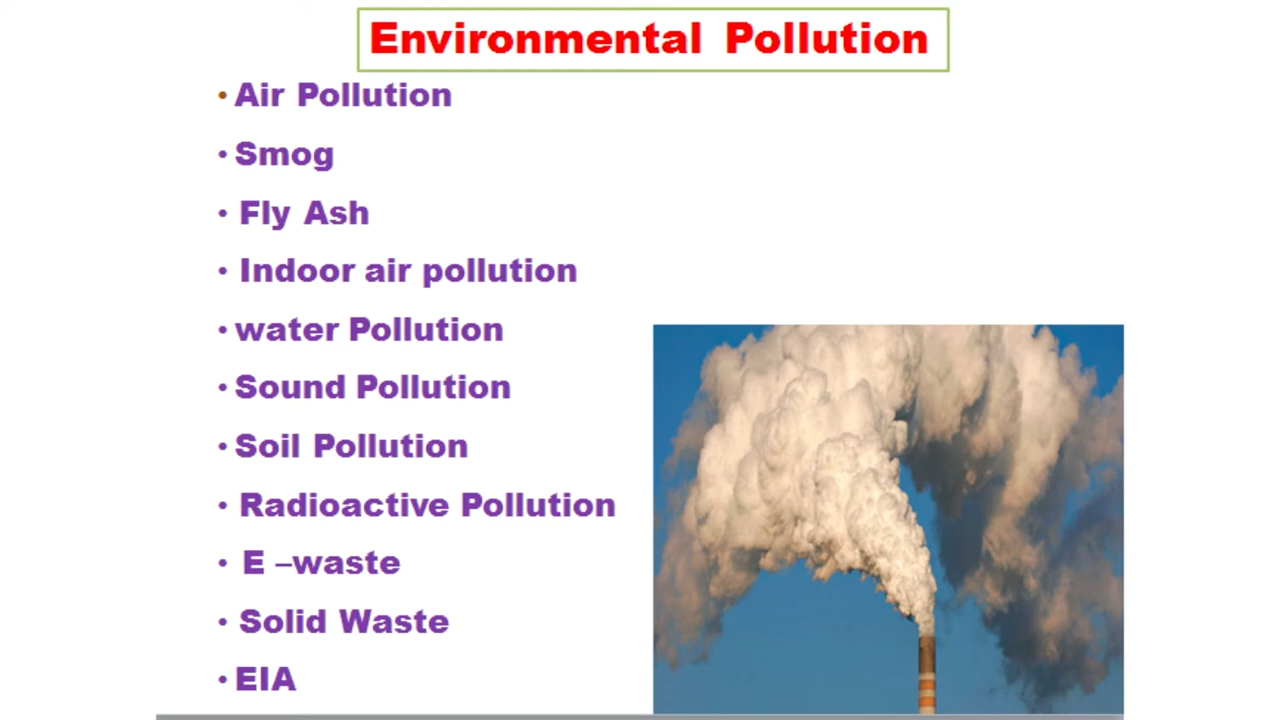 Environmental Pollution
• Air Pollution
• Smog
• Fly Ash
• Indoor air pollution
• water Pollution
• Sound Pollution
• Soil Pollution
• Radioactive Pollution
• E –waste
• Solid Waste
• EIA